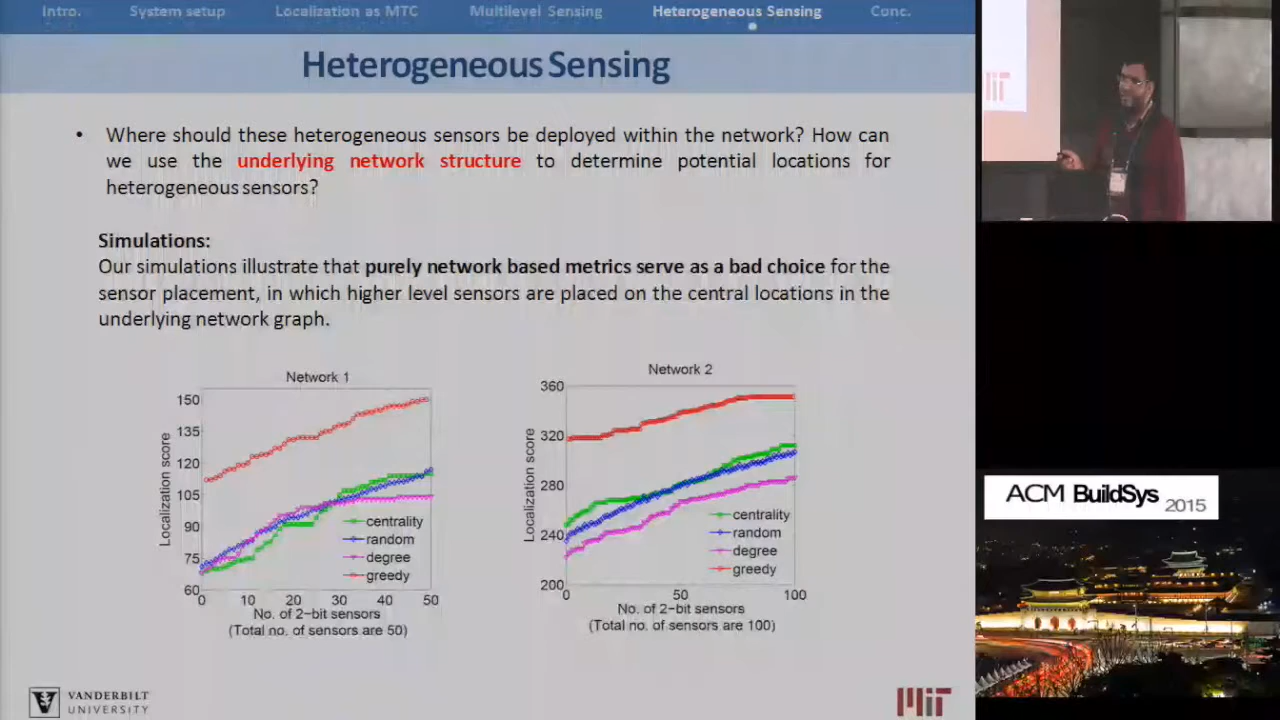 Intro. System setup Localization as MTC Multilevel Sensing Heterogeneous Sensing Conc.
Heterogeneous Sensing
• Where should these heterogeneous sensors be deployed within the network? How can
we use the underlying network structure to determine potential locations for
heterogeneous sensors?
Simulations:
Our simulations illustrate that purely network based metrics serve as a bad choice for the
sensor placement, in which higher level sensors are placed on the central locations in the
underlying network graph.
Network 1
150
135
120
105
90
75
60
Localization score
centrality
random
degree
greedy
0 10 20 30 40 50
No. of 2-bit sensors
(Total no. of sensors are 50)
Network 2
360
320
280
240
200
Localization score
centrality
random
degree
greedy
0 50 100
No. of 2-bit sensors
(Total no. of sensors are 100)
VANDERBILT
UNIVERSITY
MIT
MIT
ACM BuildSys 2015